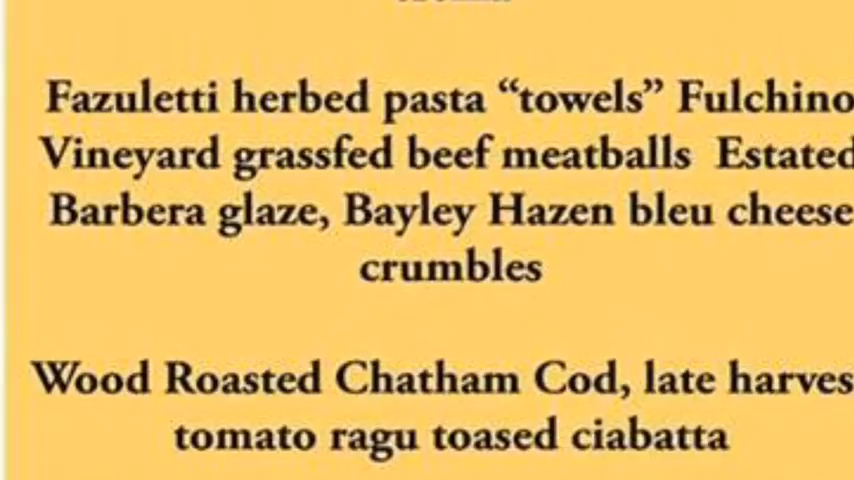 Fazuletti herbed pasta “towels” Fulchino
Vineyard grassfed beef meatballs Estated
Barbera glaze, Bayley Hazen bleu cheese
crumbles
Wood Roasted Chatham Cod, late harves
tomato ragu toased ciabatta